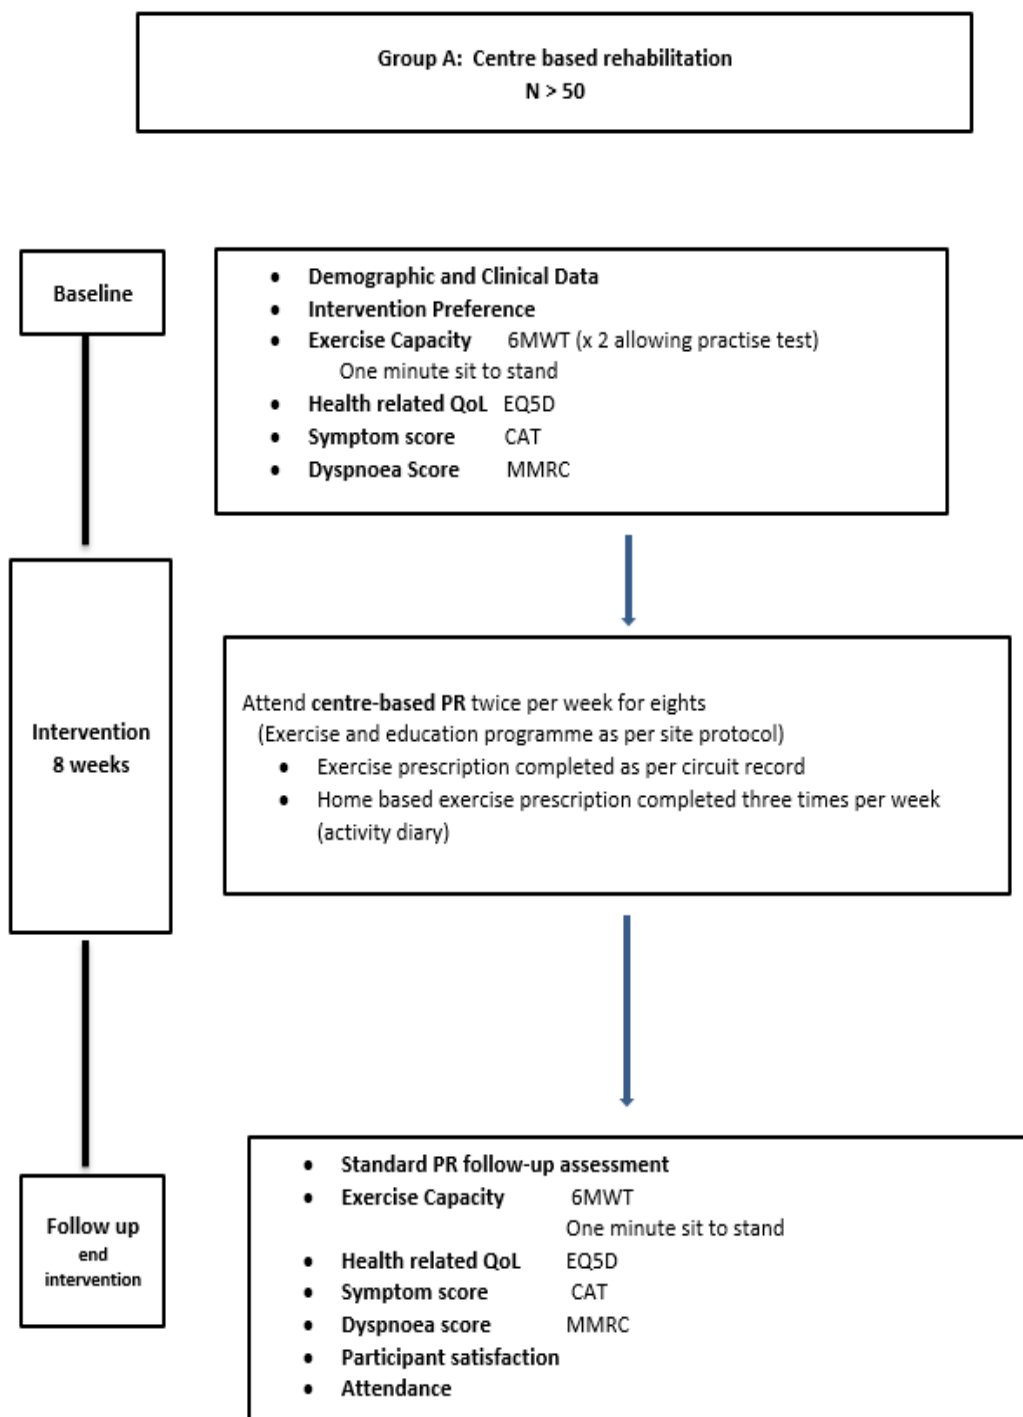 Group A: Centre based rehabilitation
N > 50
Baseline
• Demographic and Clinical Data
• Intervention Preference
• Exercise Capacity 6MWT (x 2 allowing practise test)
One minute sit to stand
• Health related QoL EQ5D
• Symptom score CAT
• Dyspnoea Score MMRC
Intervention
8 weeks
Attend centre-based PR twice per week for eights
(Exercise and education programme as per site protocol)
• Exercise prescription completed as per circuit record
• Home based exercise prescription completed three times per week
(activity diary)
Follow up
end
intervention
• Standard PR follow-up assessment
• Exercise Capacity 6MWT
One minute sit to stand
• Health related QoL EQ5D
• Symptom score CAT
• Dyspnoea score MMRC
• Participant satisfaction
• Attendance